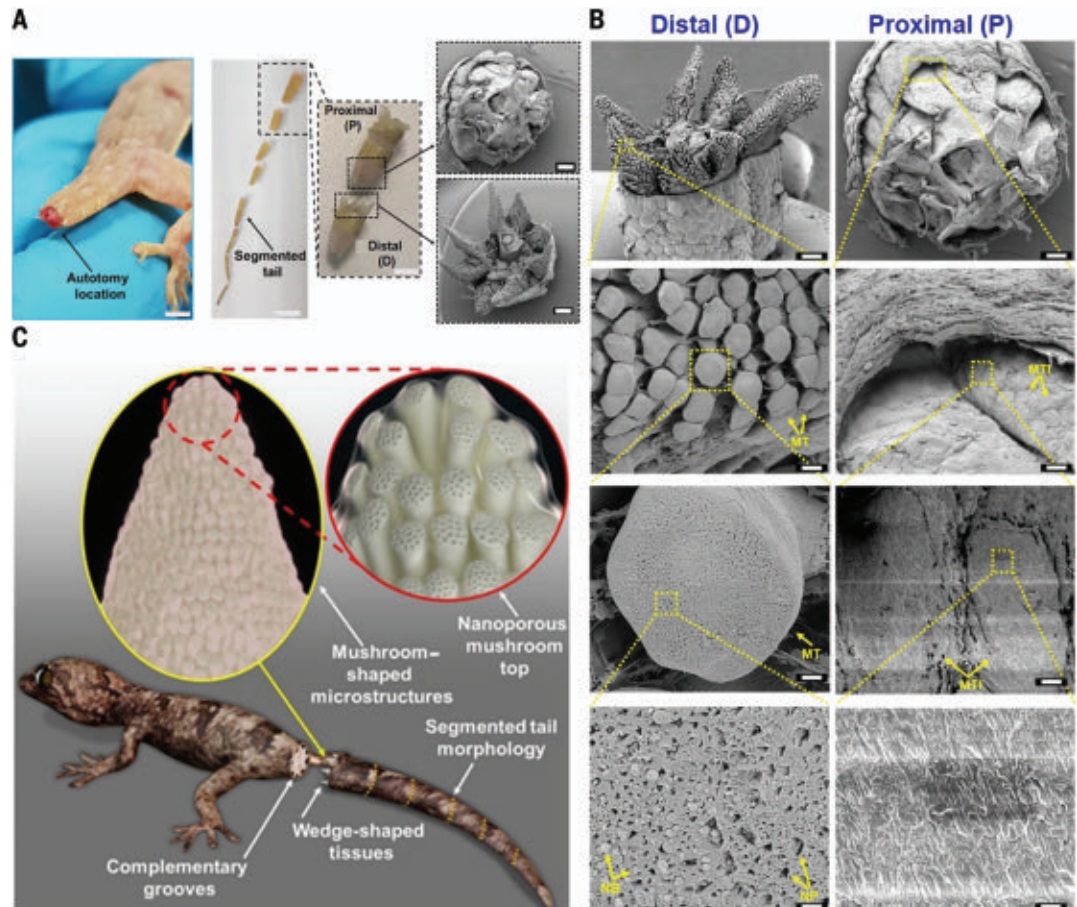 A
Proximal
(P)
Distal
(D)
Segmented
tail
Autotomy
location
B
Distal (D)
Proximal (P)
MT
MTI
MT
MTI
NB
NP
C
Nanoporous
mushroom top
Mushroom–
shaped
microstructures
Segmented tail
morphology
Wedge-shaped
tissues
Complementary
grooves